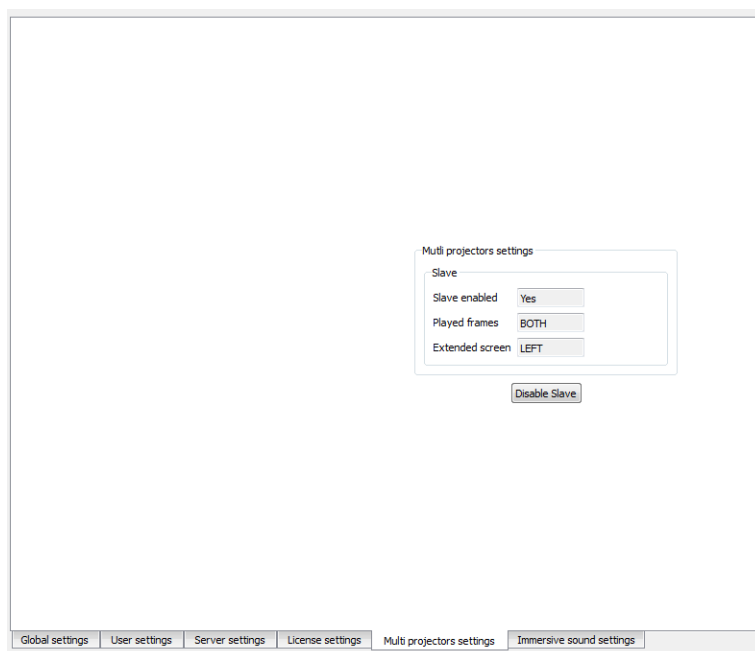 Mutli projectors settings
Slave
Slave enabled Yes
Played frames BOTH
Extended screen LEFT
Disable Slave
Global settings User settings Server settings License settings Multi projectors settings Immersive sound settings